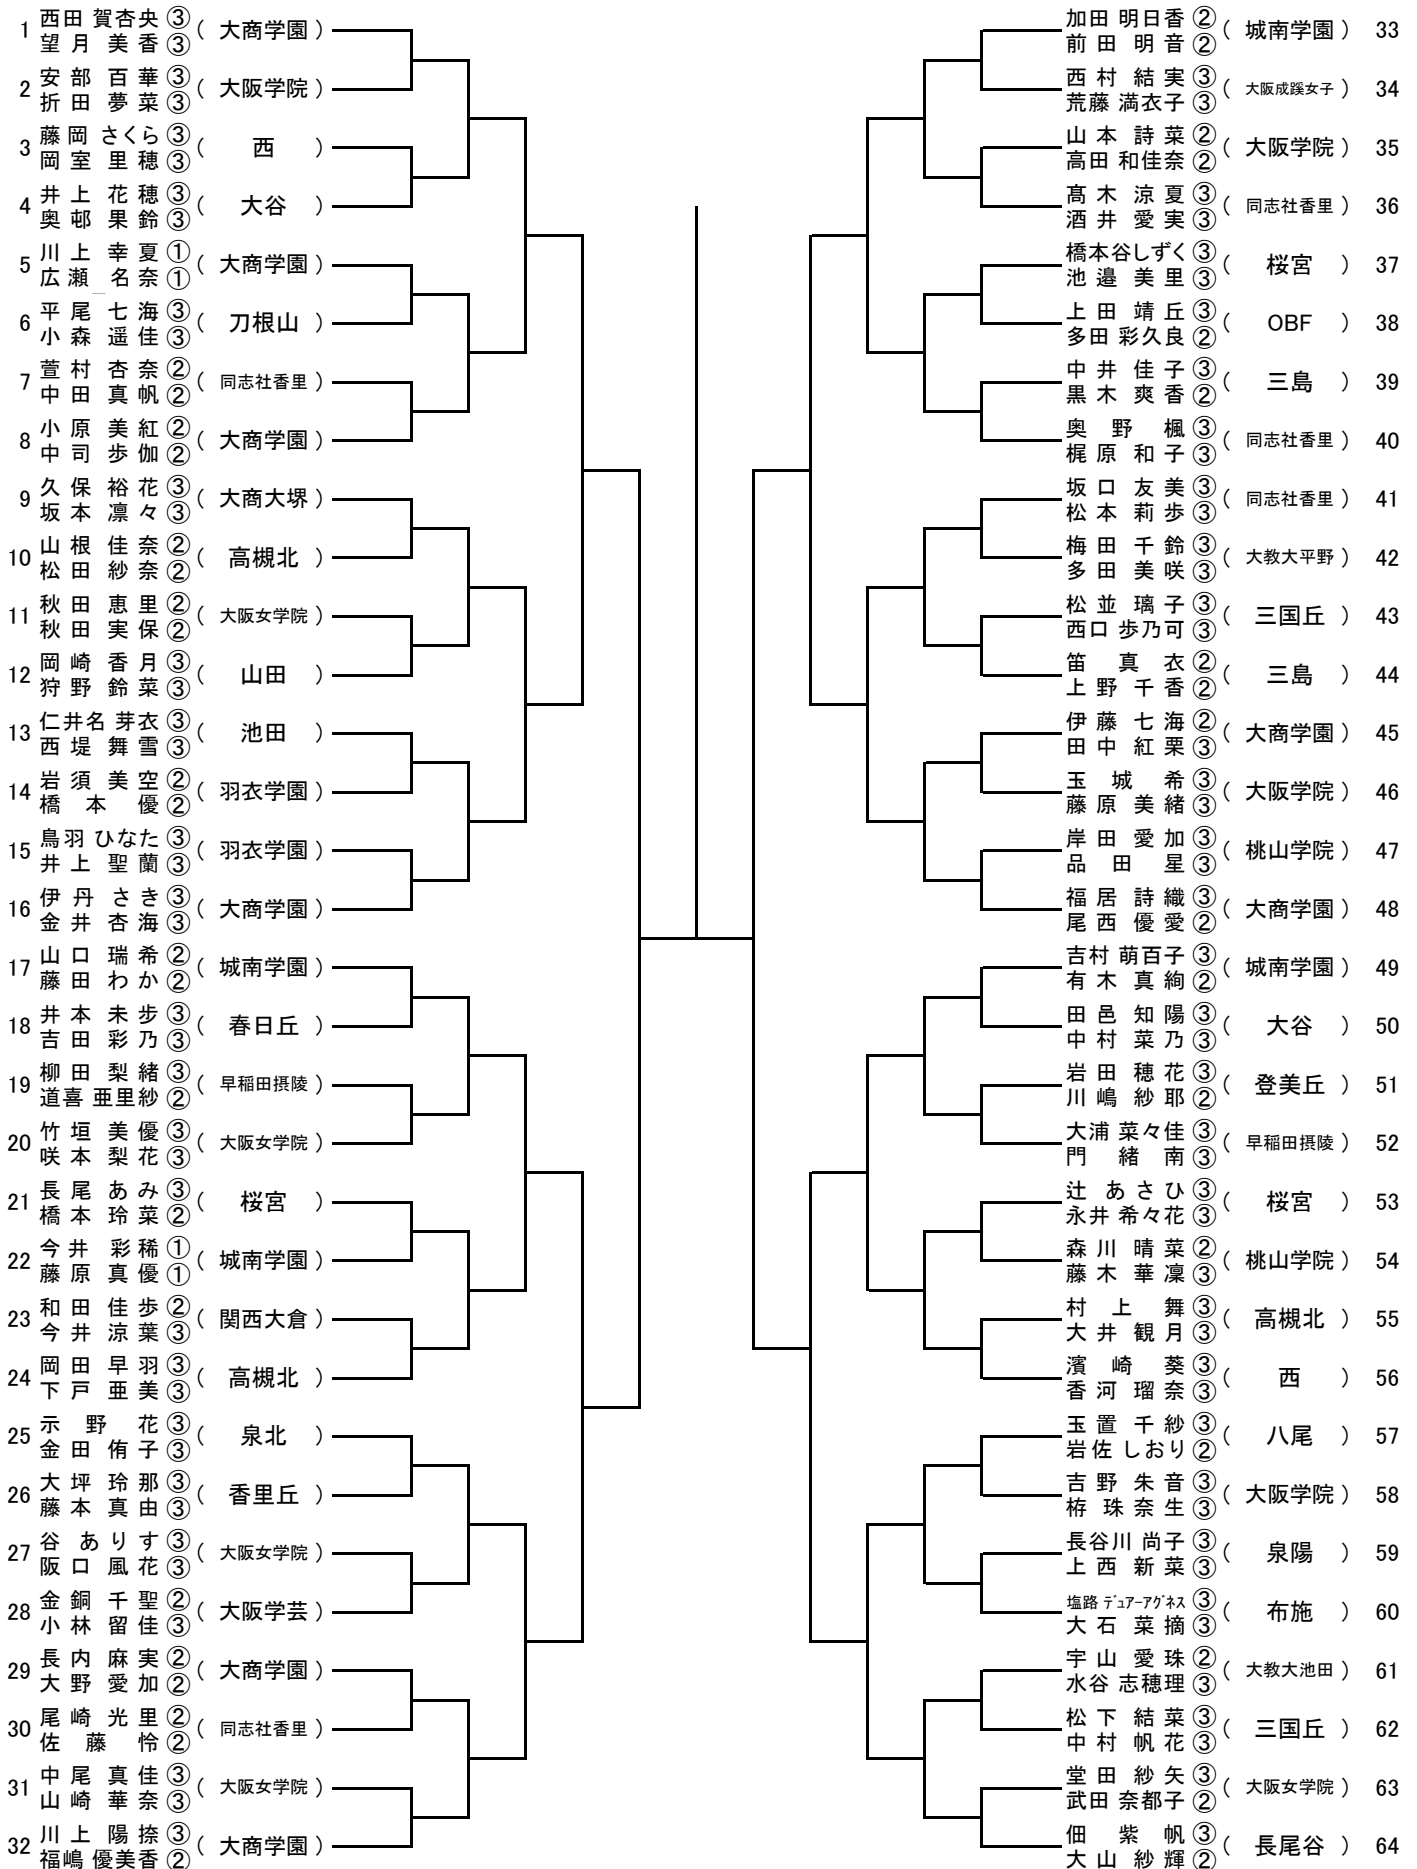 1 西田 賀杏央 ③ ( 大商学園 )
望月 美香 ③
2 安部 百華 ③ ( 大阪学院 )
折田 夢菜 ③
3 藤岡 さくら ③ ( 西 )
岡室 里穂 ③
4 井上 花穂 ③ ( 大谷 )
奥邨 果鈴 ③
5 川上 幸夏 ① ( 大商学園 )
広瀬 名奈 ①
6 平尾 七海 ③ ( 刀根山 )
小森 遥佳 ③
7 萱村 杏奈 ② ( 同志社香里 )
中田 真帆 ②
8 小原 美紅 ② ( 大商学園 )
中司 歩伽 ②
9 久保 裕花 ③ ( 大商大堺 )
坂本 凛々 ③
10 山根 佳奈 ② ( 高槻北 )
松田 紗奈 ②
11 秋田 恵里 ② ( 大阪女学院 )
秋田 実保 ②
12 岡崎 香月 ③ ( 山田 )
狩野 鈴菜 ③
13 仁井名 芽衣 ③ ( 池田 )
西堤 舞雪 ③
14 岩須 美空 ② ( 羽衣学園 )
橋本 優 ②
15 鳥羽 ひなた ③ ( 羽衣学園 )
井上 聖蘭 ③
16 伊丹 さき ③ ( 大商学園 )
金井 杏海 ③
17 山口 瑞希 ② ( 城南学園 )
藤田 わか ②
18 井本 未歩 ③ ( 春日丘 )
吉田 彩乃 ③
19 柳田 梨緒 ③ ( 早稲田摂陵 )
道喜 亜里紗 ②
20 竹垣 美優 ③ ( 大阪女学院 )
咲本 梨花 ③
21 長尾 あみ ③ ( 桜宮 )
橋本 玲菜 ②
22 今井 彩稀 ① ( 城南学園 )
藤原 真優 ①
23 和田 佳歩 ② ( 関西大倉 )
今井 涼葉 ③
24 岡田 早羽 ③ ( 高槻北 )
下戸 亜美 ③
25 示野 花 ③ ( 泉北 )
金田 侑子 ③
26 大坪 玲那 ③ ( 香里丘 )
藤本 真由 ③
27 谷 ありす ③ ( 大阪女学院 )
阪口 風花 ③
28 金銅 千聖 ② ( 大阪学芸 )
小林 留佳 ③
29 長内 麻実 ② ( 大商学園 )
大野 愛加 ②
30 尾崎 光里 ② ( 同志社香里 )
佐藤 怜 ②
31 中尾 真佳 ③ ( 大阪女学院 )
山崎 華奈 ③
32 川上 陽捺 ③ ( 大商学園 )
福嶋 優美香 ②
加田 明日香 ② ( 城南学園 ) 33
前田 明音 ②
西村 結実 ③ ( 大阪成蹊女子 ) 34
荒藤 満衣子 ③
山本 詩菜 ② ( 大阪学院 ) 35
高田 和佳奈 ②
髙木 涼夏 ③ ( 同志社香里 ) 36
酒井 愛実 ③
橋本谷しずく ③ ( 桜宮 ) 37
池邉 美里 ③
上田 靖丘 ③ ( OBF ) 38
多田 彩久良 ②
中井 佳子 ③ ( 三島 ) 39
黒木 爽香 ②
奥野 楓 ③ ( 同志社香里 ) 40
梶原 和子 ③
坂口 友美 ③ ( 同志社香里 ) 41
松本 莉歩 ③
梅田 千鈴 ③ ( 大教大平野 ) 42
多田 美咲 ③
松並 璃子 ③ ( 三国丘 ) 43
西口 歩乃可 ③
笛 真衣 ② ( 三島 ) 44
上野 千香 ②
伊藤 七海 ② ( 大商学園 ) 45
田中 紅栗 ③
玉城 希 ③ ( 大阪学院 ) 46
藤原 美緒 ③
岸田 愛加 ③ ( 桃山学院 ) 47
品田 星 ③
福居 詩織 ③ ( 大商学園 ) 48
尾西 優愛 ②
吉村 萌百子 ③ ( 城南学園 ) 49
有木 真絢 ②
田邑 知陽 ③ ( 大谷 ) 50
中村 菜乃 ③
岩田 穂花 ③ ( 登美丘 ) 51
川嶋 紗耶 ②
大浦 菜々佳 ③ ( 早稲田摂陵 ) 52
門 緒南 ③
辻 あさひ ③ ( 桜宮 ) 53
永井 希々花 ③
森川 晴菜 ② ( 桃山学院 ) 54
藤木 華凜 ③
村上 舞 ③ ( 高槻北 ) 55
大井 観月 ③
濱崎 葵 ③ ( 西 ) 56
香河 瑠奈 ③
玉置 千紗 ③ ( 八尾 ) 57
岩佐 しおり ②
吉野 朱音 ③ ( 大阪学院 ) 58
栫 珠奈生 ③
長谷川 尚子 ③ ( 泉陽 ) 59
上西 新菜 ③
塩路 ﾃﾞｭｱｰｱｸﾞﾈｽ ③ ( 布施 ) 60
大石 菜摘 ③
宇山 愛珠 ② ( 大教大池田 ) 61
水谷 志穂理 ③
松下 結菜 ③ ( 三国丘 ) 62
中村 帆花 ③
堂田 紗矢 ③ ( 大阪女学院 ) 63
武田 奈都子 ②
佃 紫帆 ③ ( 長尾谷 ) 64
大山 紗輝 ②